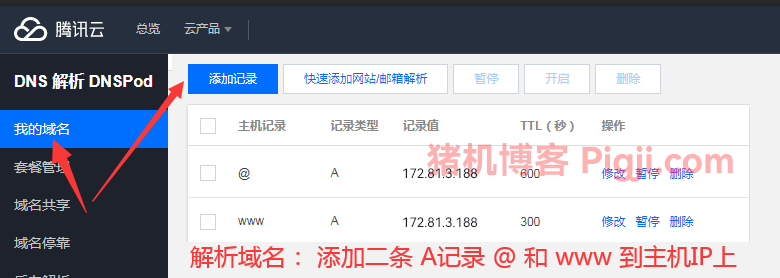 腾讯云 总览 云产品
DNS 解析 DNSPod
添加记录 快速添加网站/邮箱解析 暂停 开启 删除
我的域名
主机记录 记录类型 记录值 TTL（秒） 操作
套餐管理
猪机博客 Pigji.com
@ A 172.81.3.188 600 修改 暂停 删除
域名共享
www A 172.81.3.188 300 修改 暂停 删除
域名停靠
解析域名： 添加二条 A记录 @ 和 www 到主机IP上